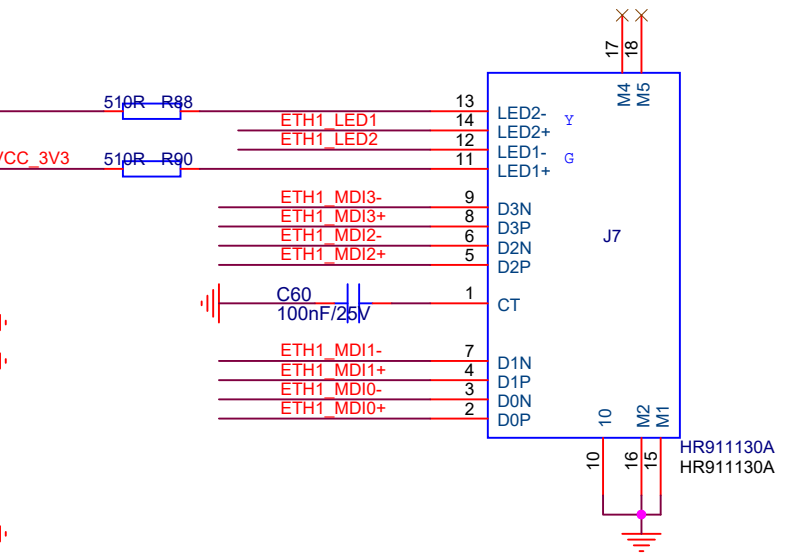 17
18
M4
M5
510R R88
13
LED2-
Y
ETH1_LED1
14
LED2+
ETH1_LED2
12
LED1-
G
VCC_3V3
510R R90
11
LED1+
ETH1_MDI3-
9
D3N
ETH1_MDI3+
8
D3P
J7
ETH1_MDI2-
6
D2N
ETH1_MDI2+
5
D2P
C60
100nF/25V
1
CT
ETH1_MDI1-
7
D1N
ETH1_MDI1+
4
D1P
ETH1_MDI0-
3
D0N
ETH1_MDI0+
2
D0P
10
M2
M1
HR911130A
HR911130A
10
16
15